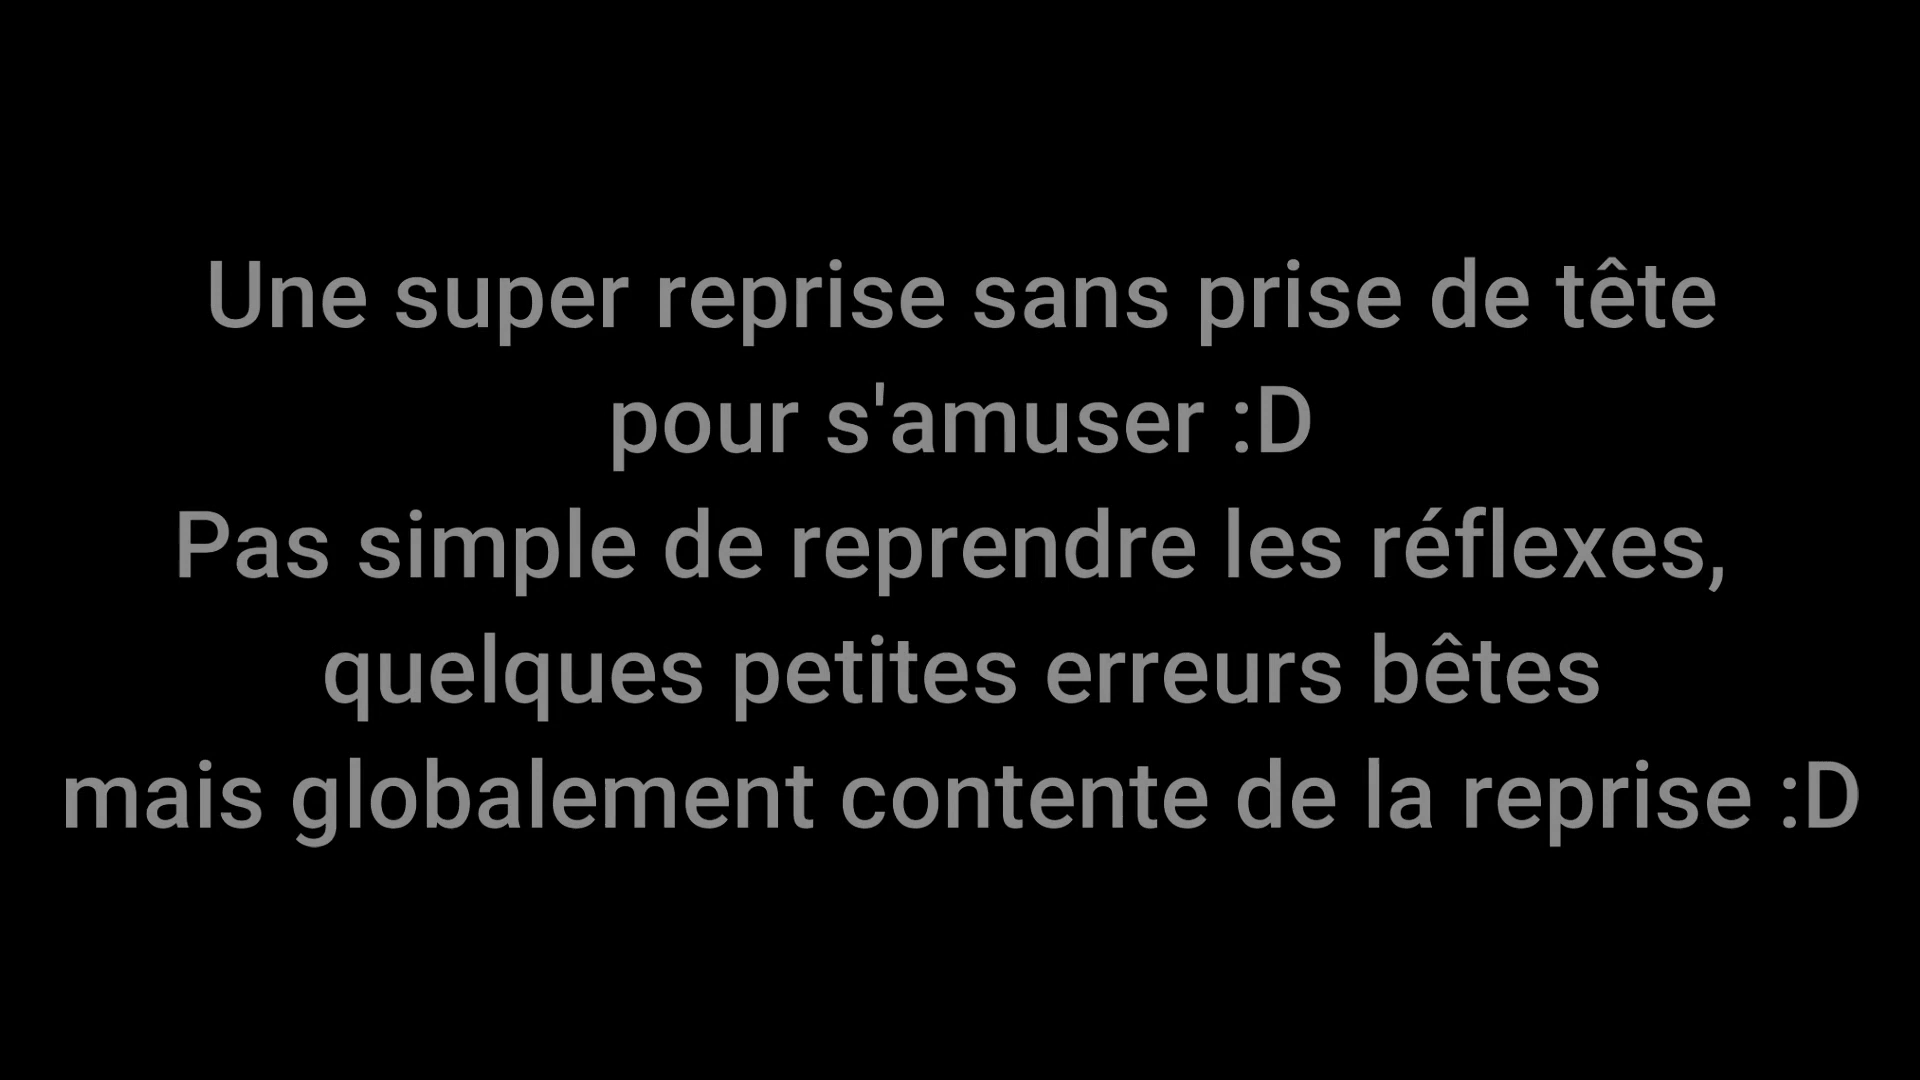 Une super reprise sans prise de tête
pour s'amuser :D
Pas simple de reprendre les réflexes,
quelques petites erreurs bêtes
mais globalement contente de la reprise :D